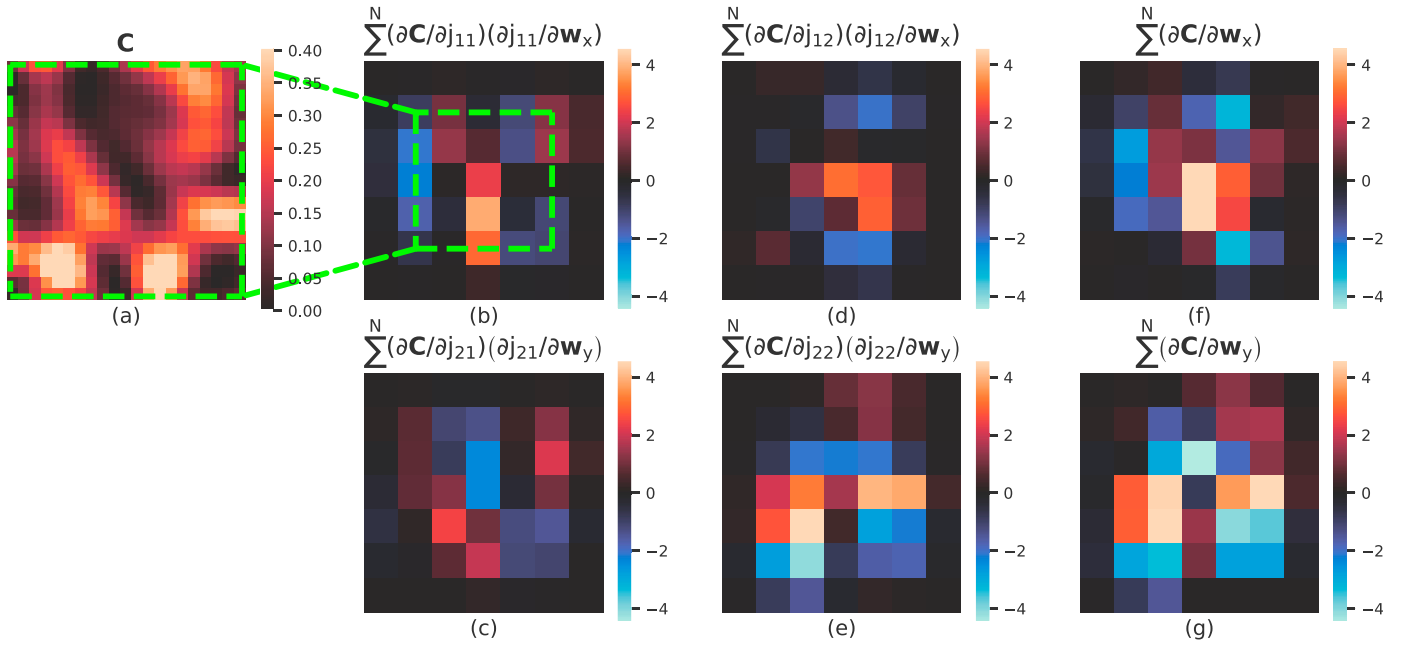 C
0.40
0.35
0.30
0.25
0.20
0.15
0.10
0.05
0.00
(a)
N
∑(∂C/∂j₁₁)(∂j₁₁/∂wₓ)
4
2
0
−2
−4
(b)
N
∑(∂C/∂j₁₂)(∂j₁₂/∂wₓ)
4
2
0
−2
−4
(d)
N
∑(∂C/∂wₓ)
4
2
0
−2
−4
(f)
N
∑(∂C/∂j₂₁)(∂j₂₁/∂w_y)
4
2
0
−2
−4
(c)
N
∑(∂C/∂j₂₂)(∂j₂₂/∂w_y)
4
2
0
−2
−4
(e)
N
∑(∂C/∂w_y)
4
2
0
−2
−4
(g)